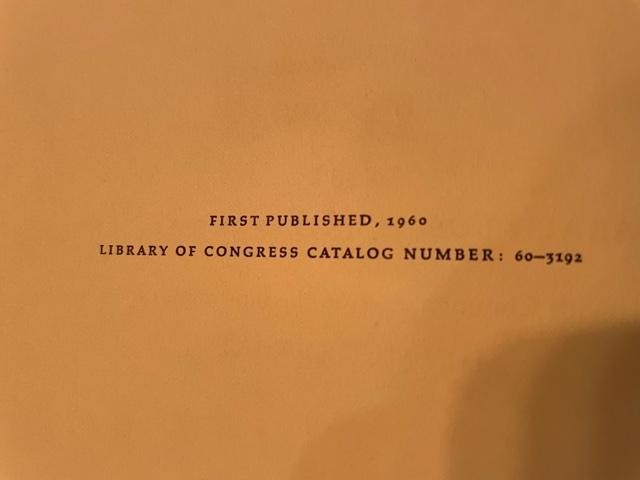 FIRST PUBLISHED, 1960
LIBRARY OF CONGRESS CATALOG NUMBER: 60—3192